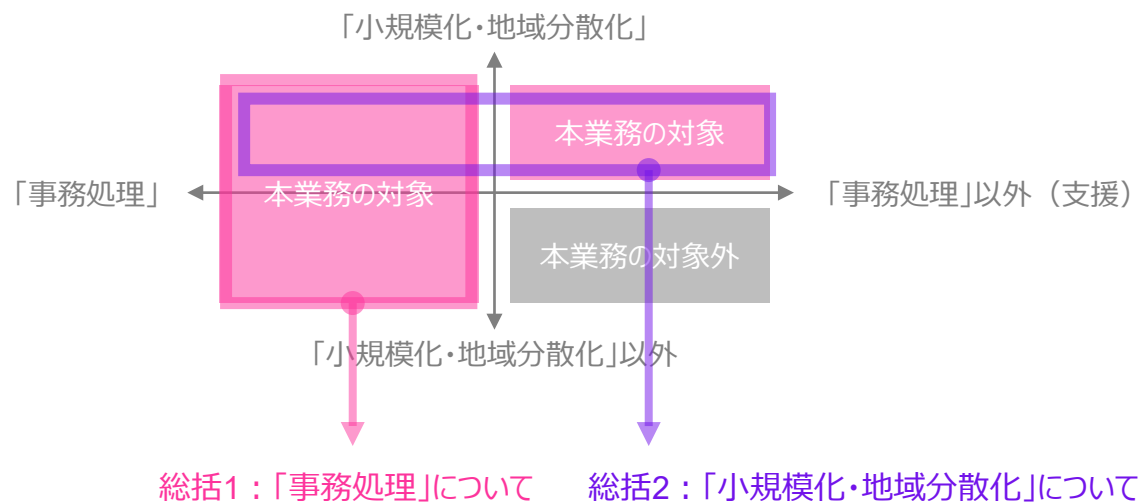 「小規模化・地域分散化」
本業務の対象
「事務処理」
本業務の対象
「事務処理」以外（支援）
本業務の対象外
「小規模化・地域分散化」以外
総括1：「事務処理」について
総括2：「小規模化・地域分散化」について